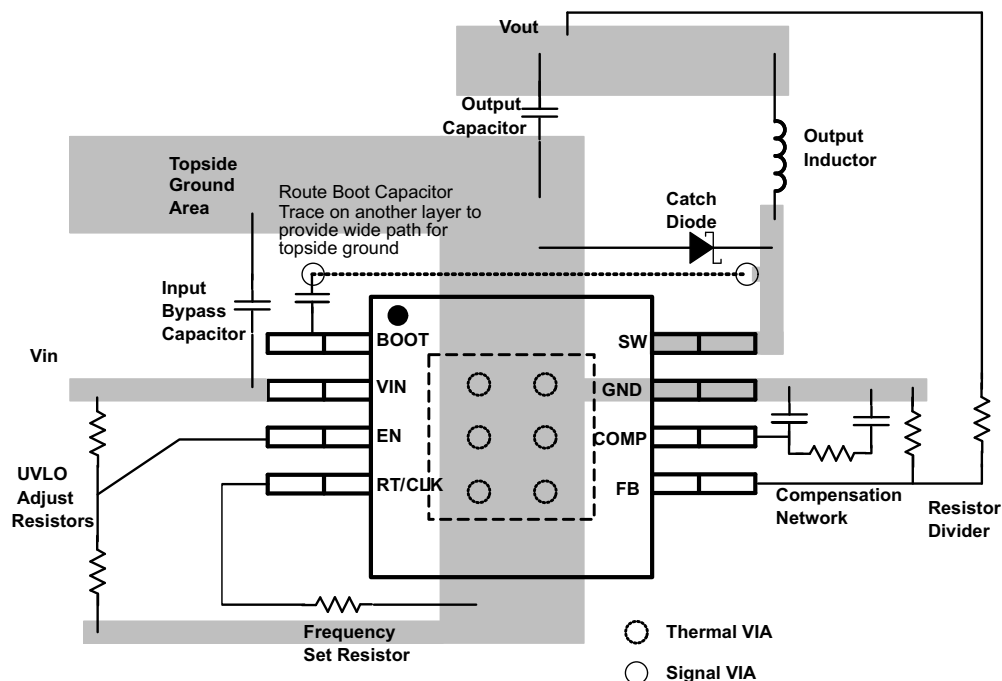 Vout
Output
Capacitor
Output
Inductor
Topside
Ground
Area
Route Boot Capacitor
Trace on another layer to
provide wide path for
topside ground
Catch
Diode
Input
Bypass
Capacitor
Vin
BOOT
SW
VIN
GND
EN
COMP
RT/CLK
FB
UVLO
Adjust
Resistors
Compensation
Network
Resistor
Divider
Frequency
Set Resistor
Thermal VIA
Signal VIA